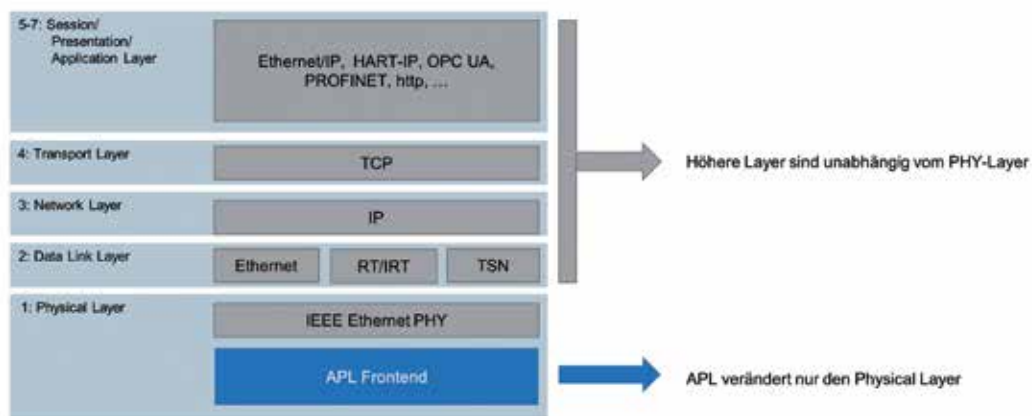 5-7: Session/
Presentation/
Application Layer
Ethernet/IP, HART-IP, OPC UA,
PROFINET, http, ...
4: Transport Layer
TCP
Höhere Layer sind unabhängig vom PHY-Layer
3: Network Layer
IP
2: Data Link Layer
Ethernet
RT/IRT
TSN
1: Physical Layer
IEEE Ethernet PHY
APL Frontend
APL verändert nur den Physical Layer